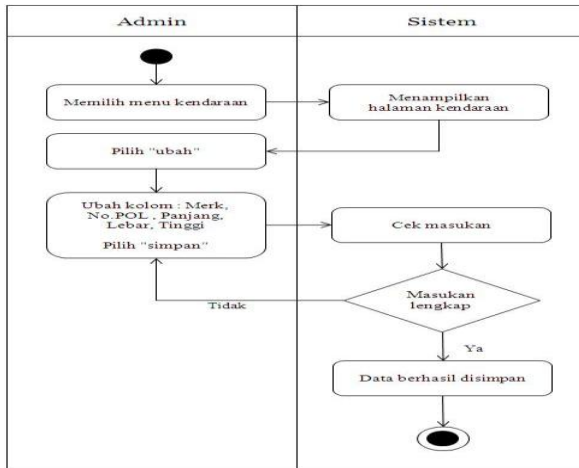 Admin
Sistem
Memilih menu kendaraan
Menampilkan
halaman kendaraan
Pilih "ubah"
Ubah kolom : Merk,
No.POL , Panjang,
Lebar, Tinggi
Pilih "simpan"
Cek masukan
Masukan
lengkap
Tidak
Ya
Data berhasil disimpan